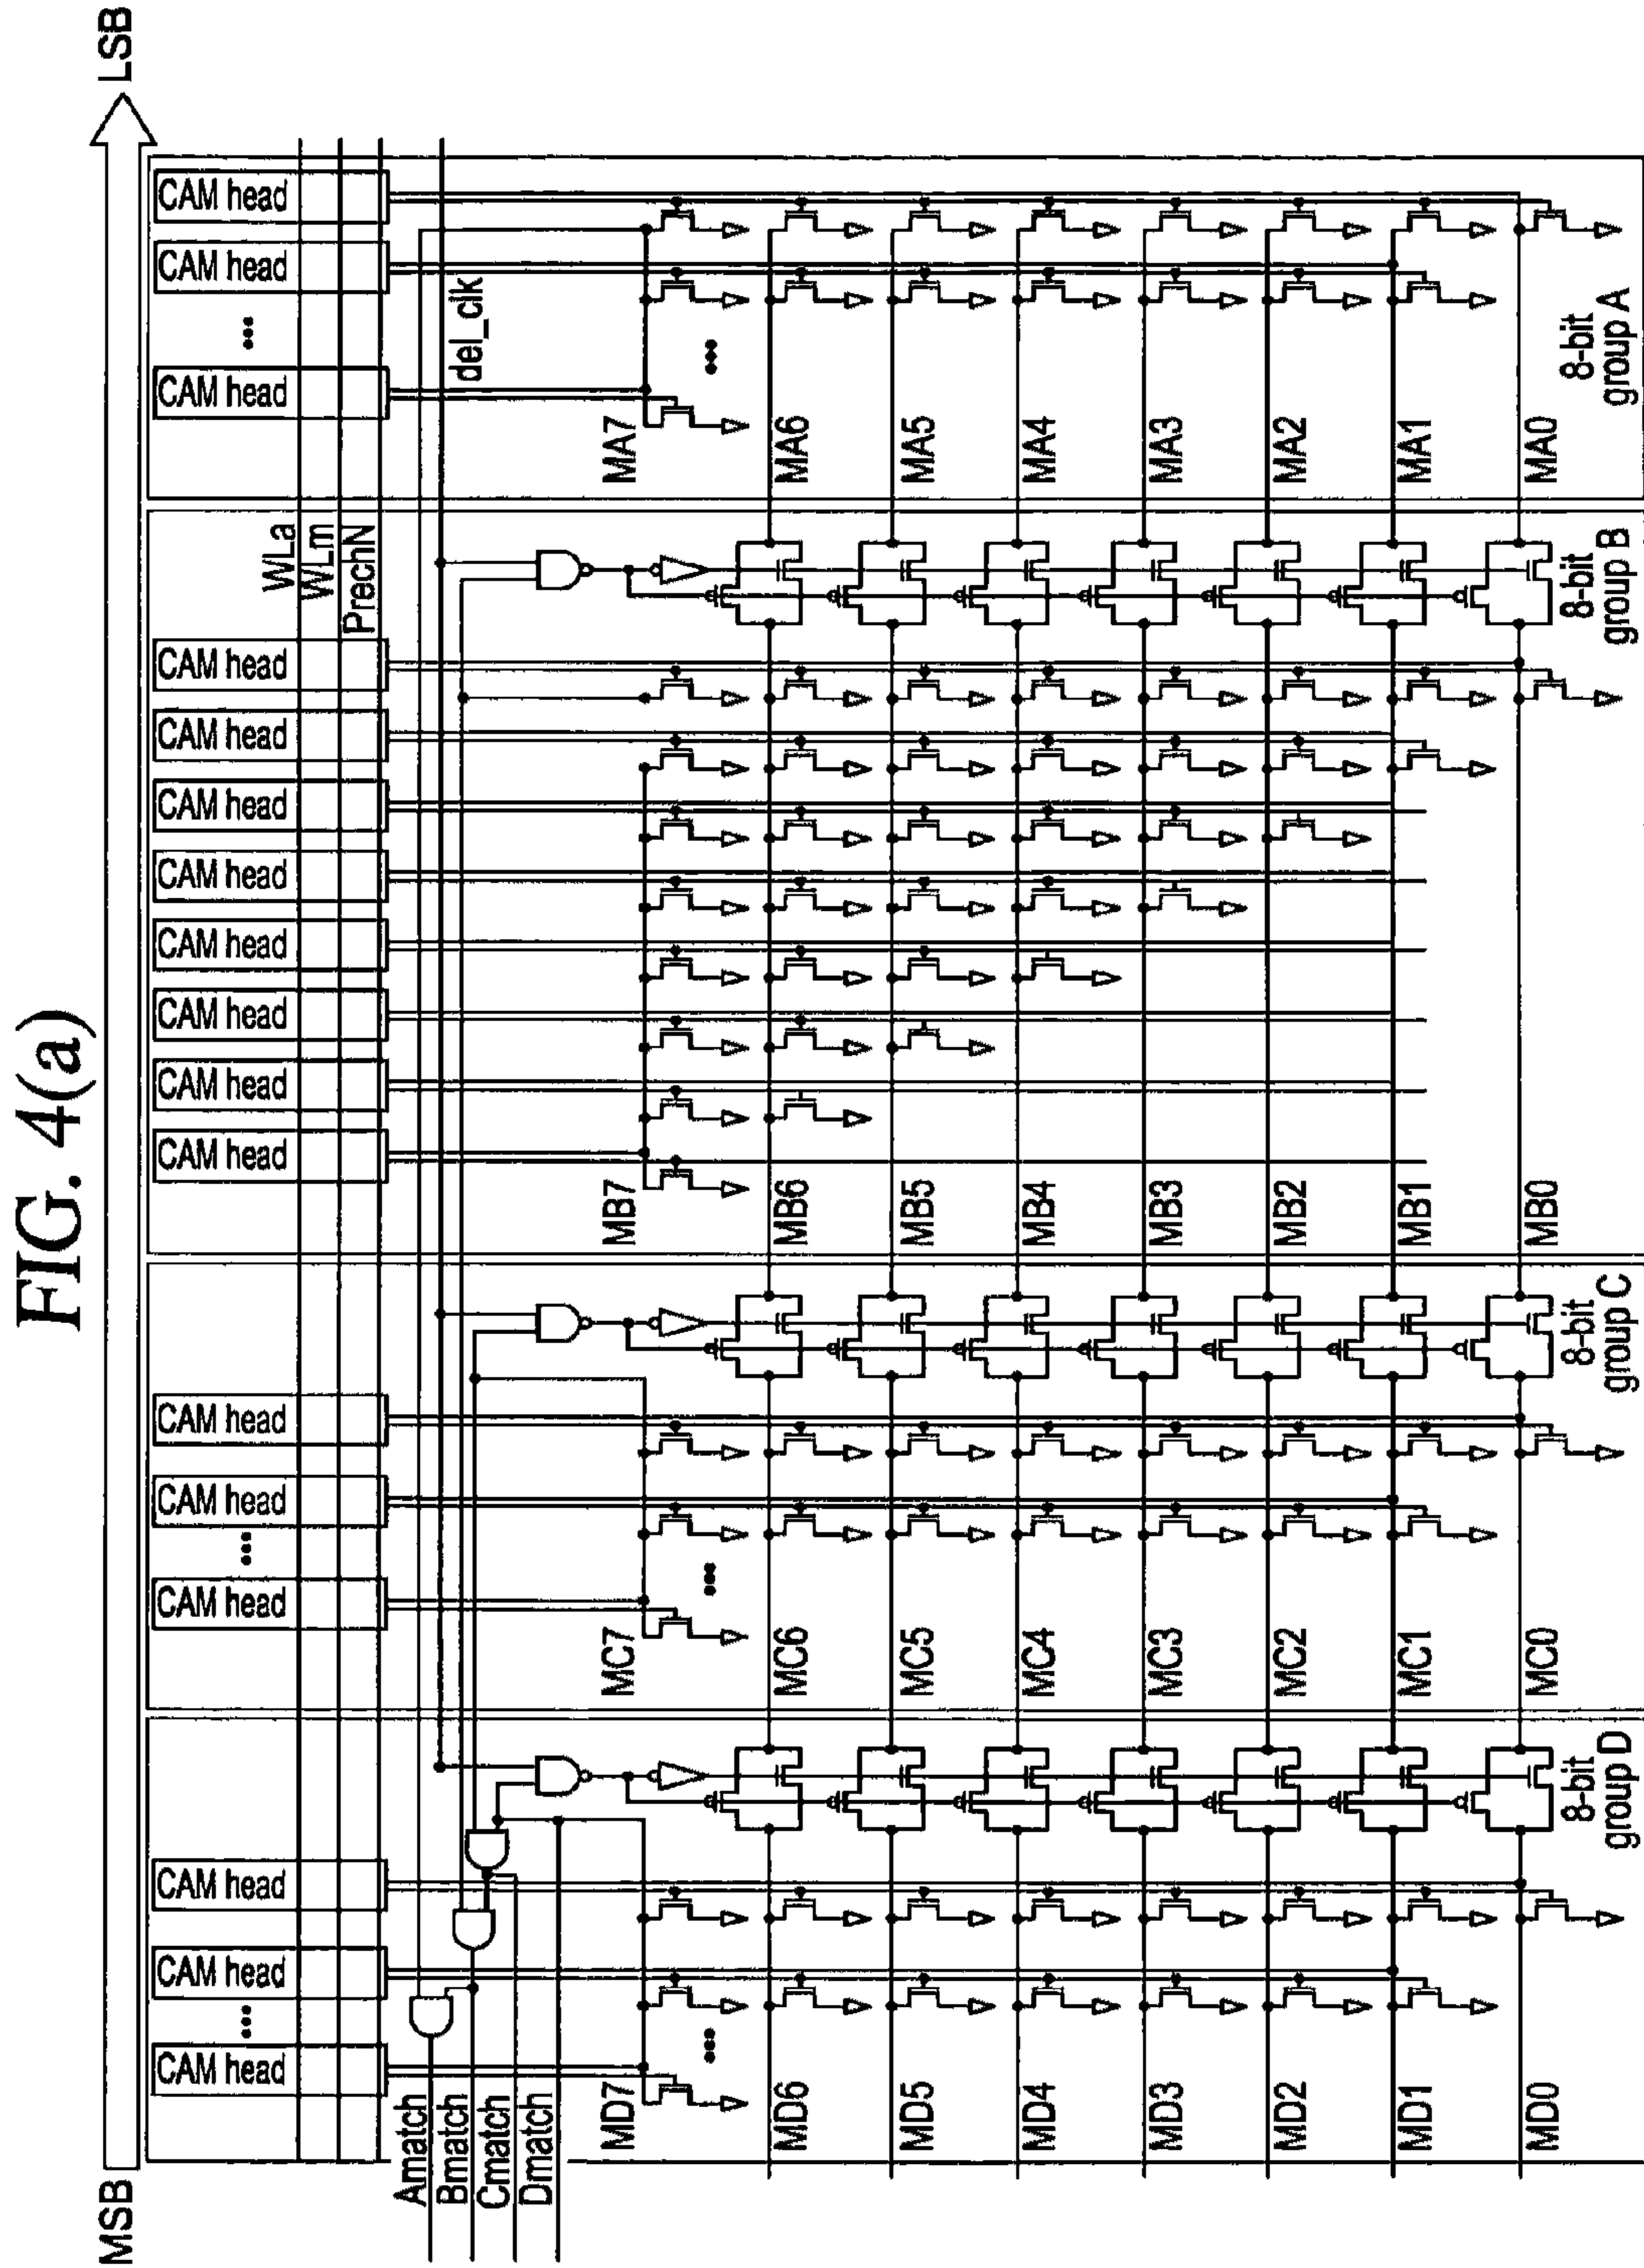 FIG. 4(a)
MSB
LSB
CAM head
CAM head
•••
CAM head
CAM head
CAM head
•••
CAM head
CAM head
CAM head
CAM head
CAM head
CAM head
CAM head
CAM head
CAM head
CAM head
CAM head
•••
CAM head
CAM head
WLa
WLm
PrechN
del_clk
Amatch
Bmatch
Cmatch
Dmatch
•••
•••
•••
MD7
MC7
MB7
MA7
MD6
MC6
MB6
MA6
MD5
MC5
MB5
MA5
MD4
MC4
MB4
MA4
MD3
MC3
MB3
MA3
MD2
MC2
MB2
MA2
MD1
MC1
MB1
MA1
MD0
MC0
MB0
MA0
8-bit
group D
8-bit
group C
8-bit
group B
8-bit
group A